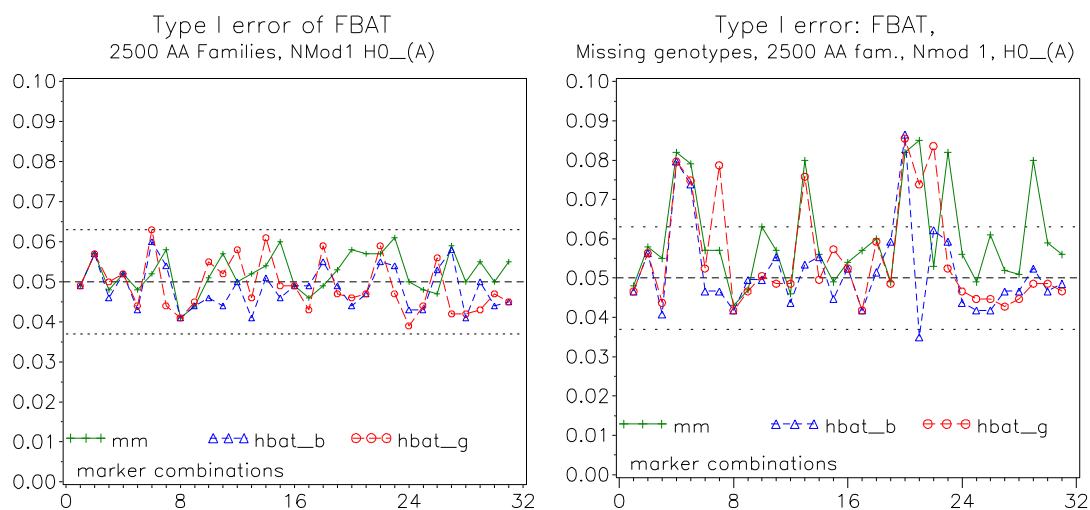 Type I error of FBAT
2500 AA Families, NMod1 H0__(A)
0.10
0.09
0.08
0.07
0.06
0.05
0.04
0.03
0.02
0.01
0.00
mm hbat_b hbat_g
marker combinations
0 8 16 24 32
Type I error: FBAT,
Missing genotypes, 2500 AA fam., Nmod 1, H0__(A)
0.10
0.09
0.08
0.07
0.06
0.05
0.04
0.03
0.02
0.01
0.00
mm hbat_b hbat_g
marker combinations
0 8 16 24 32